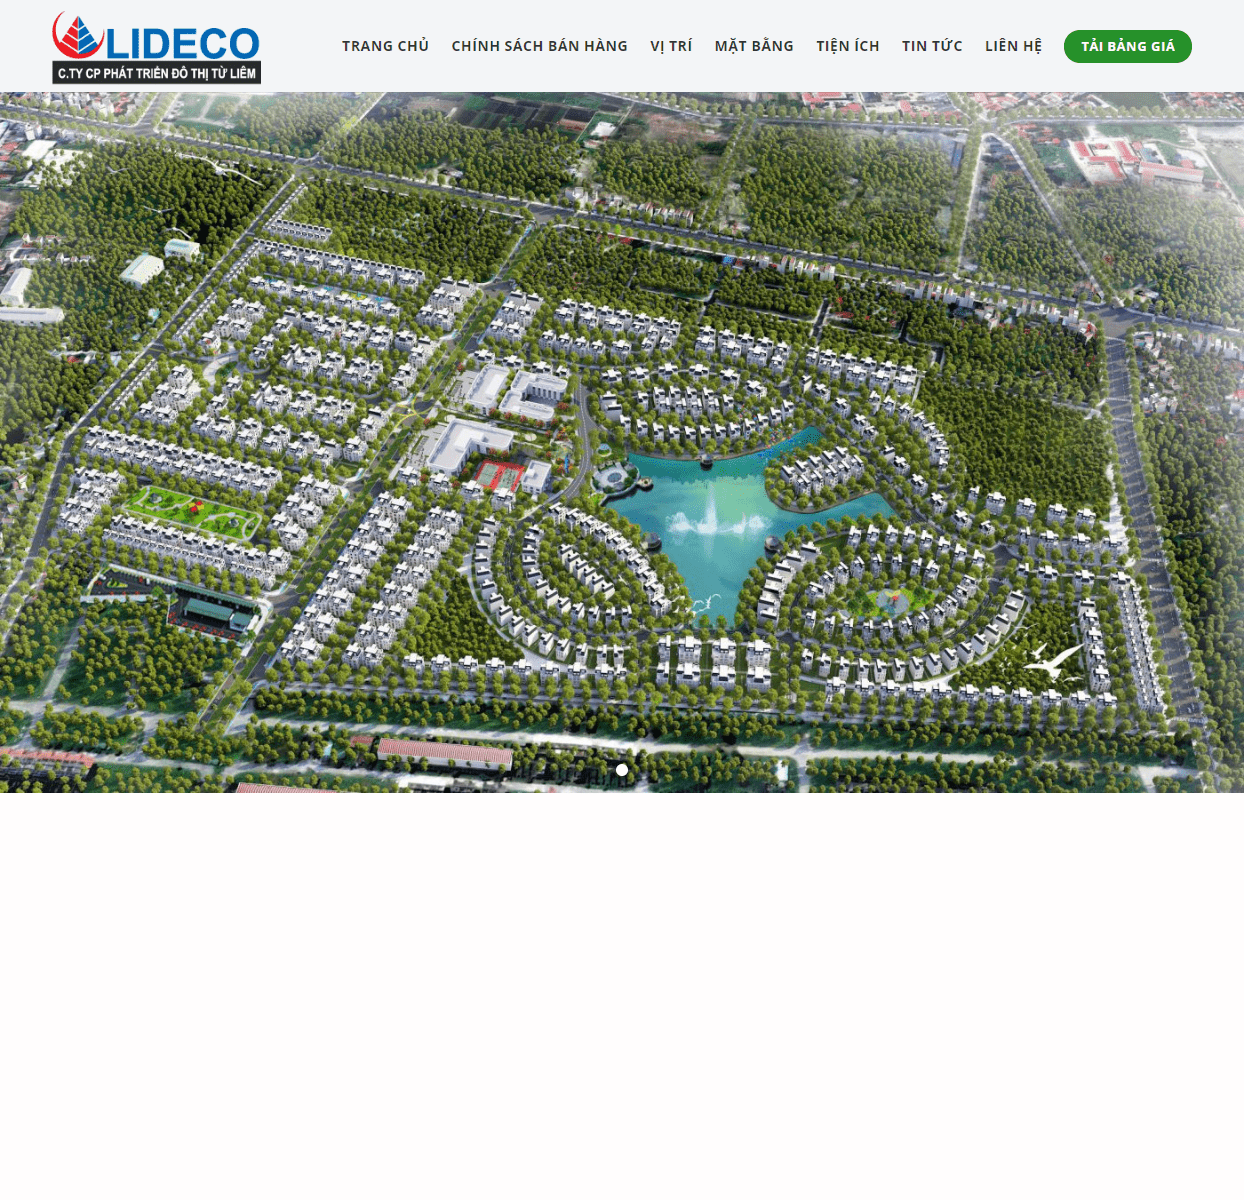 LIDECO
C.TY CP PHÁT TRIỂN ĐÔ THỊ TỪ LIÊM
TRANG CHỦ CHÍNH SÁCH BÁN HÀNG VỊ TRÍ MẶT BẰNG TIỆN ÍCH TIN TỨC LIÊN HỆ TẢI BẢNG GIÁ